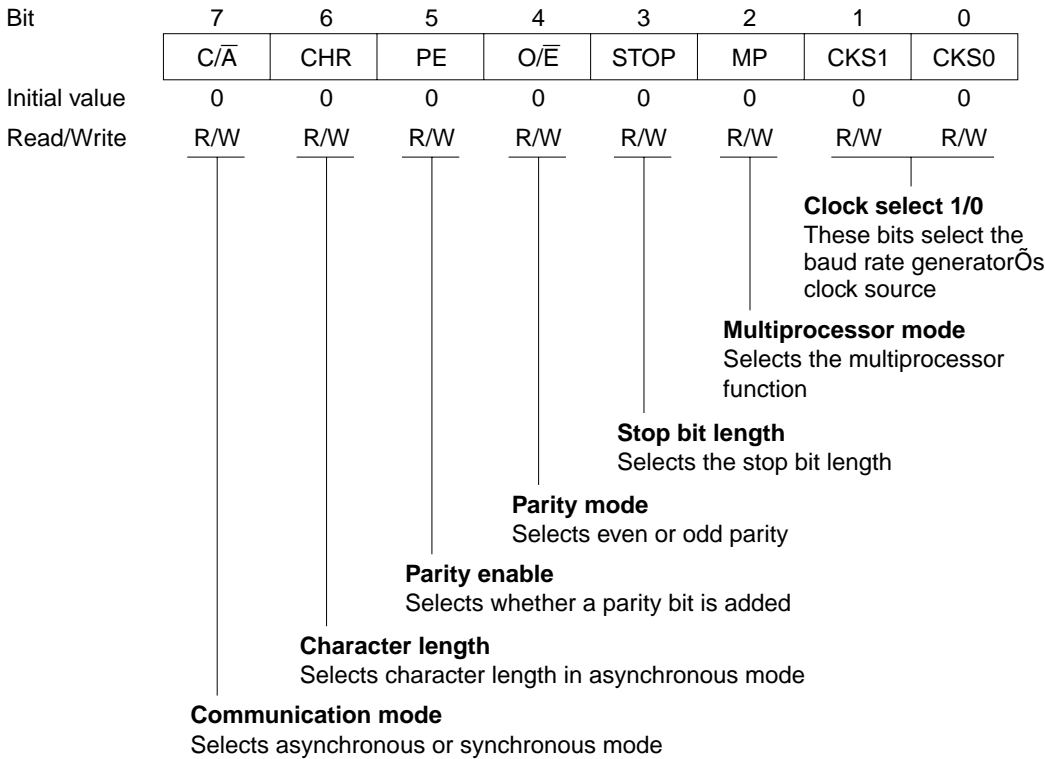 Bit 7 6 5 4 3 2 1 0
C/A̅ CHR PE O/E̅ STOP MP CKS1 CKS0
Initial value 0 0 0 0 0 0 0 0
Read/Write R/W R/W R/W R/W R/W R/W R/W R/W
Clock select 1/0
These bits select the
baud rate generatorÕs
clock source
Multiprocessor mode
Selects the multiprocessor
function
Stop bit length
Selects the stop bit length
Parity mode
Selects even or odd parity
Parity enable
Selects whether a parity bit is added
Character length
Selects character length in asynchronous mode
Communication mode
Selects asynchronous or synchronous mode